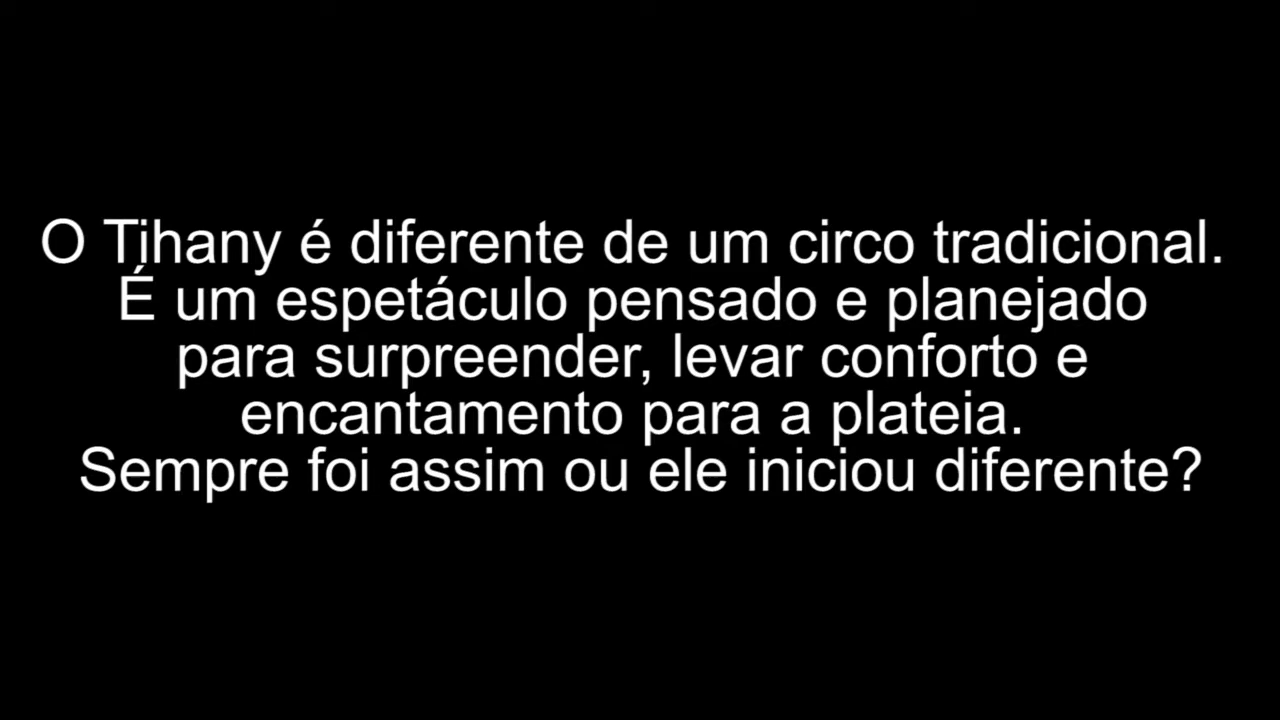 O Tihany é diferente de um circo tradicional.
É um espetáculo pensado e planejado
para surpreender, levar conforto e
encantamento para a plateia.
Sempre foi assim ou ele iniciou diferente?